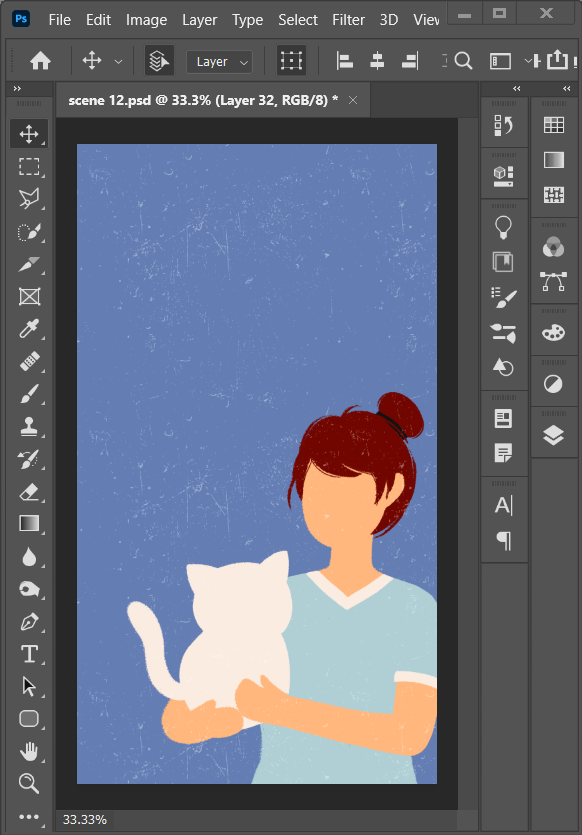 Ps File Edit Image Layer Type Select Filter 3D View
Layer
scene 12.psd @ 33.3% (Layer 32, RGB/8) *
T
A
33.33%